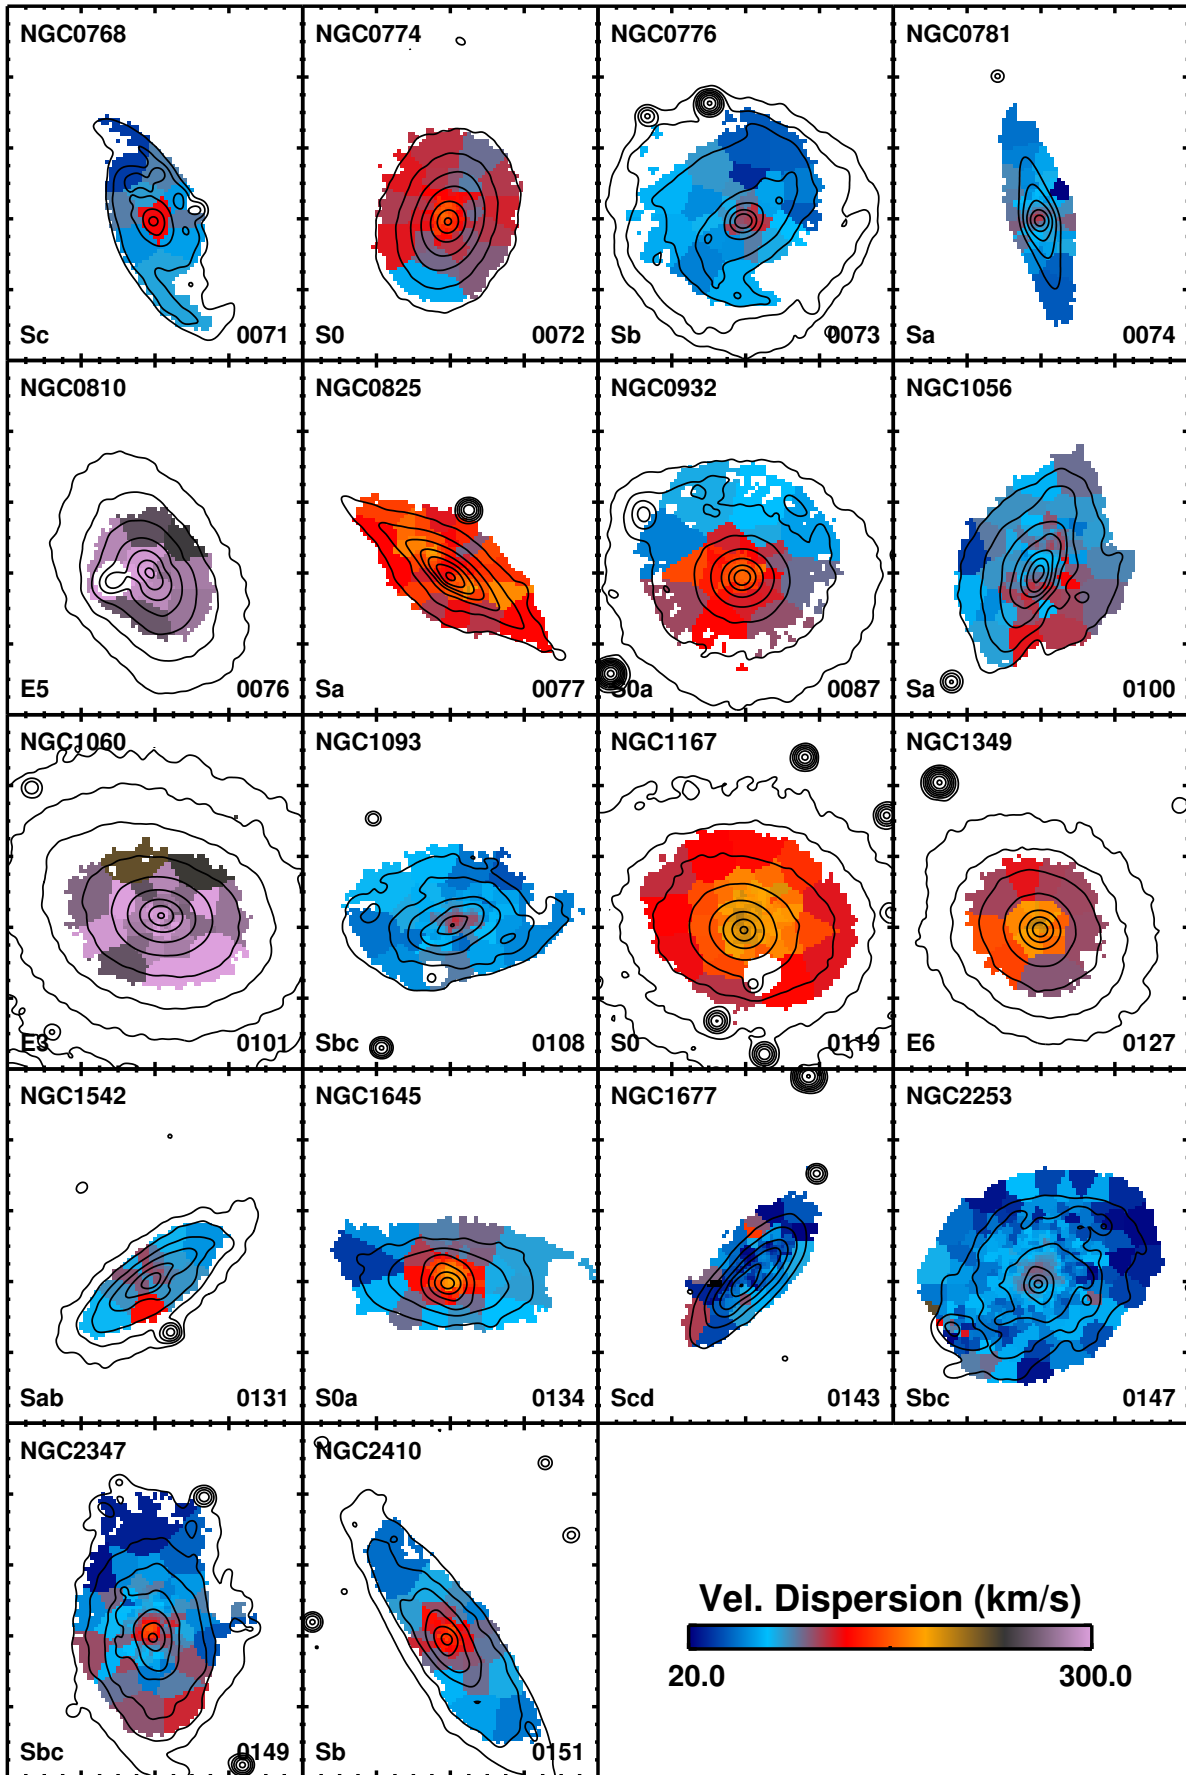 NGC0768 NGC0774 NGC0776 NGC0781
Sc 0071 S0 0072 Sb 0073 Sa 0074
NGC0810 NGC0825 NGC0932 NGC1056
E5 0076 Sa 0077 S0a 0087 Sa 0100
NGC1060 NGC1093 NGC1167 NGC1349
E3 0101 Sbc 0108 S0 0119 E6 0127
NGC1542 NGC1645 NGC1677 NGC2253
Sab 0131 S0a 0134 Scd 0143 Sbc 0147
NGC2347 NGC2410
Sbc 0149 Sb 0151
Vel. Dispersion (km/s)
20.0 300.0